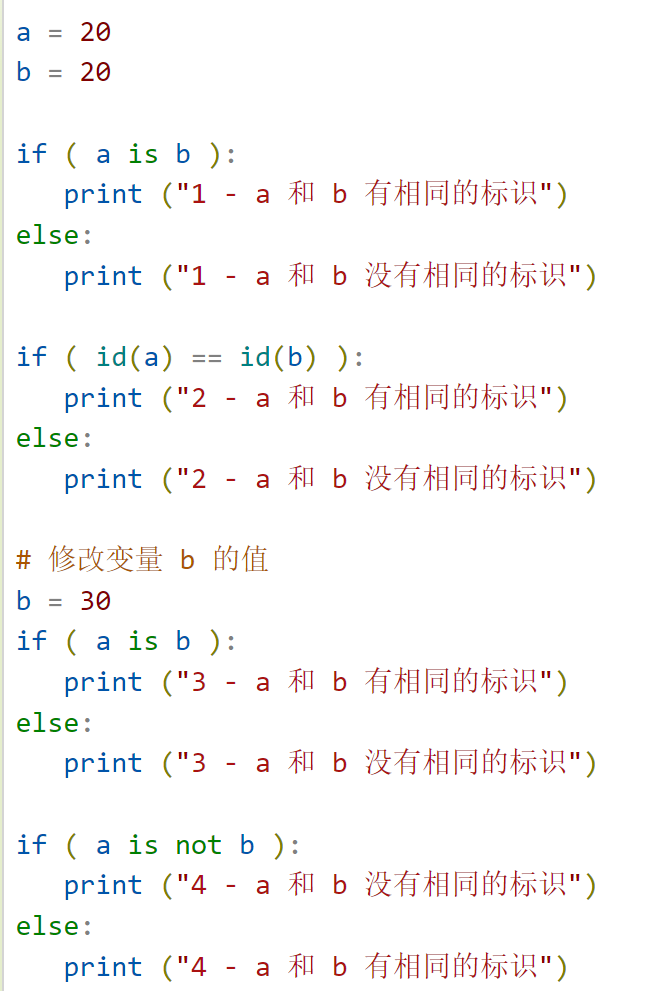 a = 20
b = 20

if ( a is b ):
   print ("1 - a 和 b 有相同的标识")
else:
   print ("1 - a 和 b 没有相同的标识")

if ( id(a) == id(b) ):
   print ("2 - a 和 b 有相同的标识")
else:
   print ("2 - a 和 b 没有相同的标识")

# 修改变量 b 的值
b = 30
if ( a is b ):
   print ("3 - a 和 b 有相同的标识")
else:
   print ("3 - a 和 b 没有相同的标识")

if ( a is not b ):
   print ("4 - a 和 b 没有相同的标识")
else:
   print ("4 - a 和 b 有相同的标识")